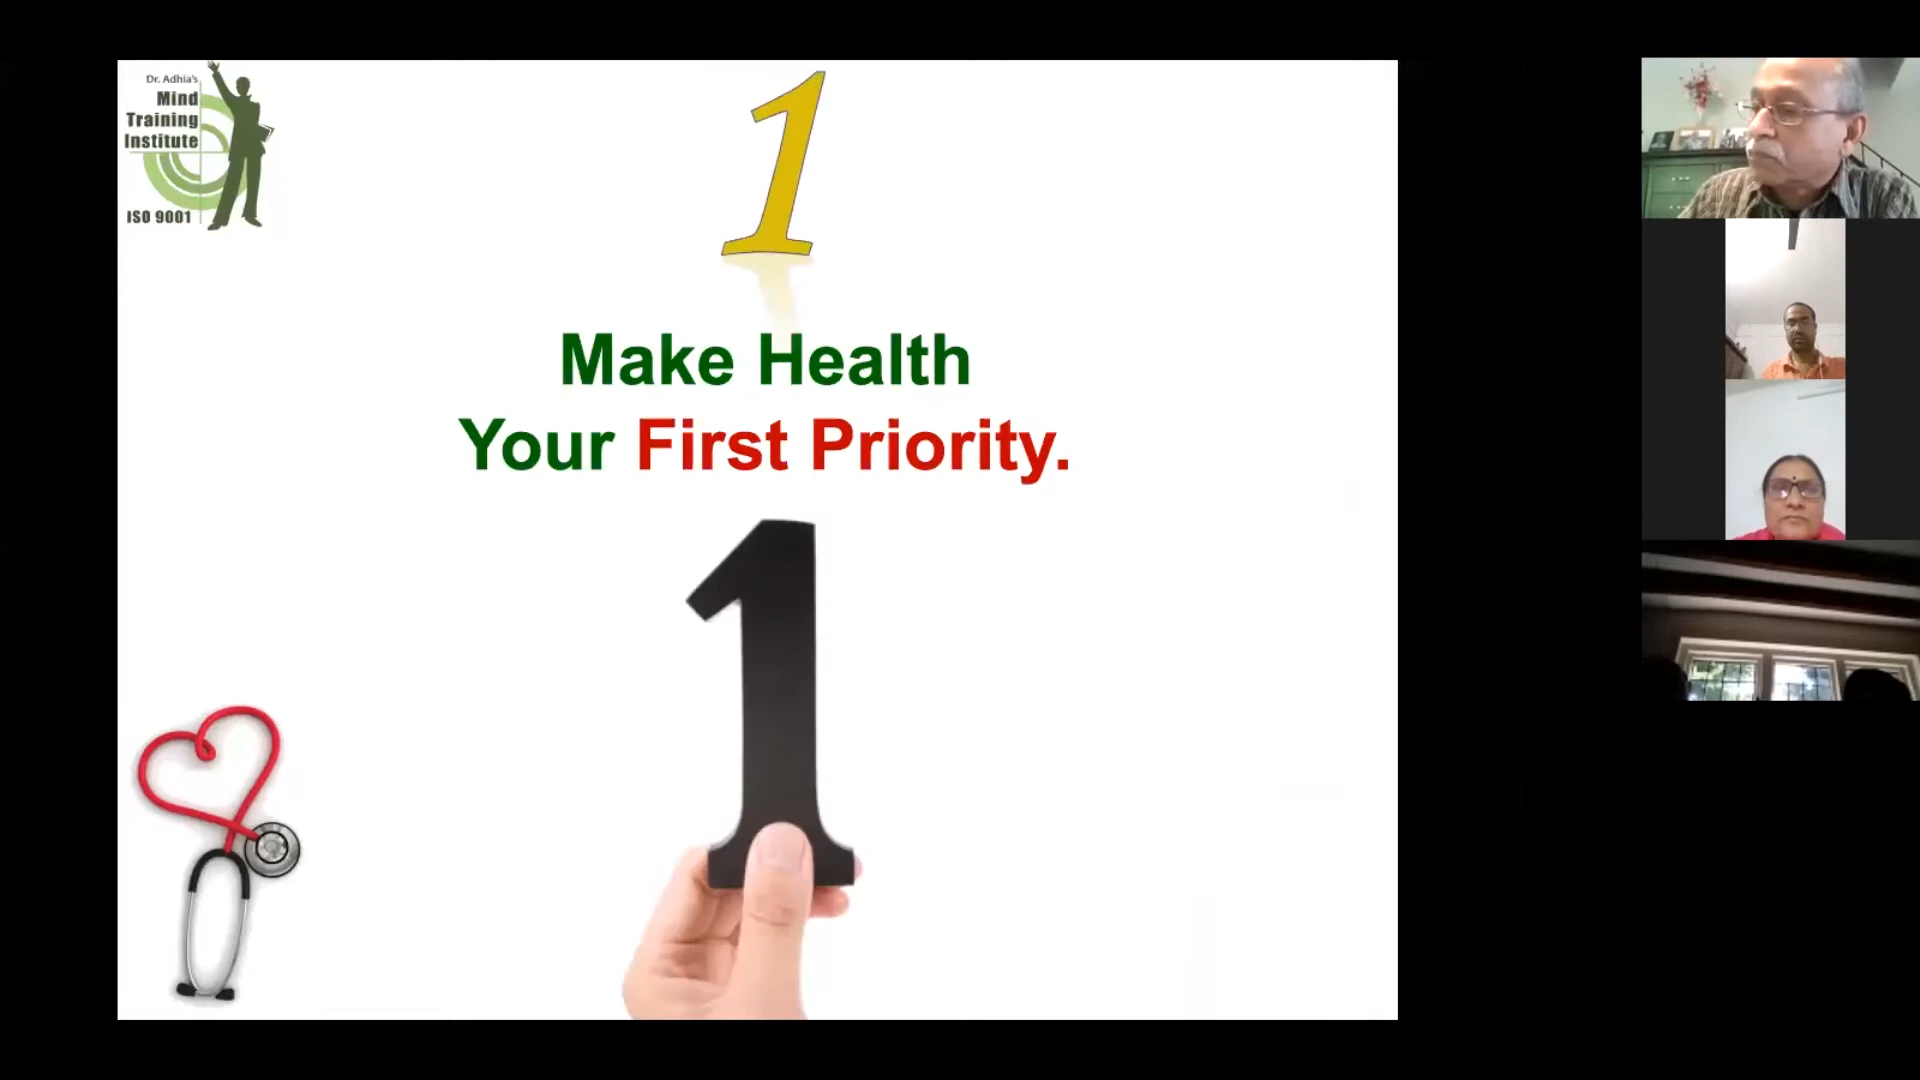 Dr. Adhia's
Mind
Training
Institute
ISO 9001
1
Make Health
Your First Priority.
1